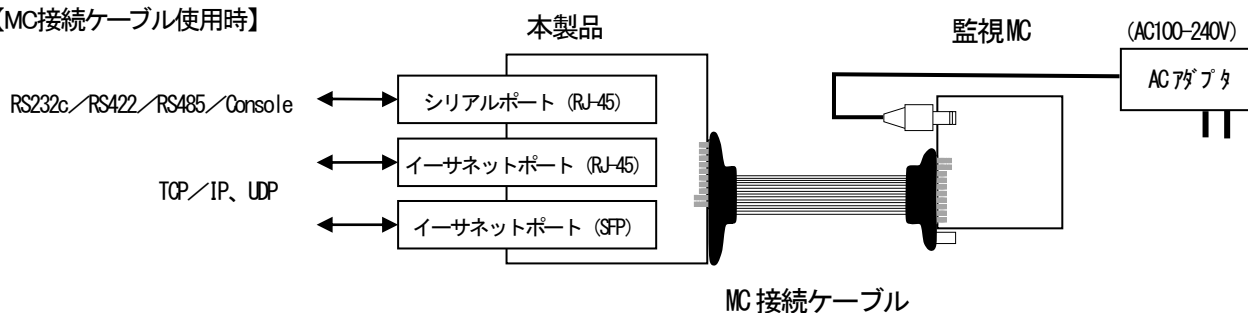 【MC接続ケーブル使用時】
本製品
監視MC
(AC100-240V)
ACアダプタ
RS232c／RS422／RS485／Console
シリアルポート (RJ-45)
イーサネットポート (RJ-45)
TCP／IP、UDP
イーサネットポート (SFP)
MC 接続ケーブル